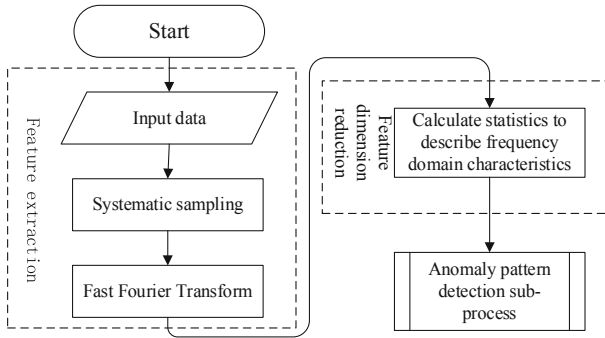 Start
Feature extraction
Input data
Systematic sampling
Fast Fourier Transform
Feature
dimension
reduction
Calculate statistics to
describe frequency
domain characteristics
Anomaly pattern
detection sub-
process